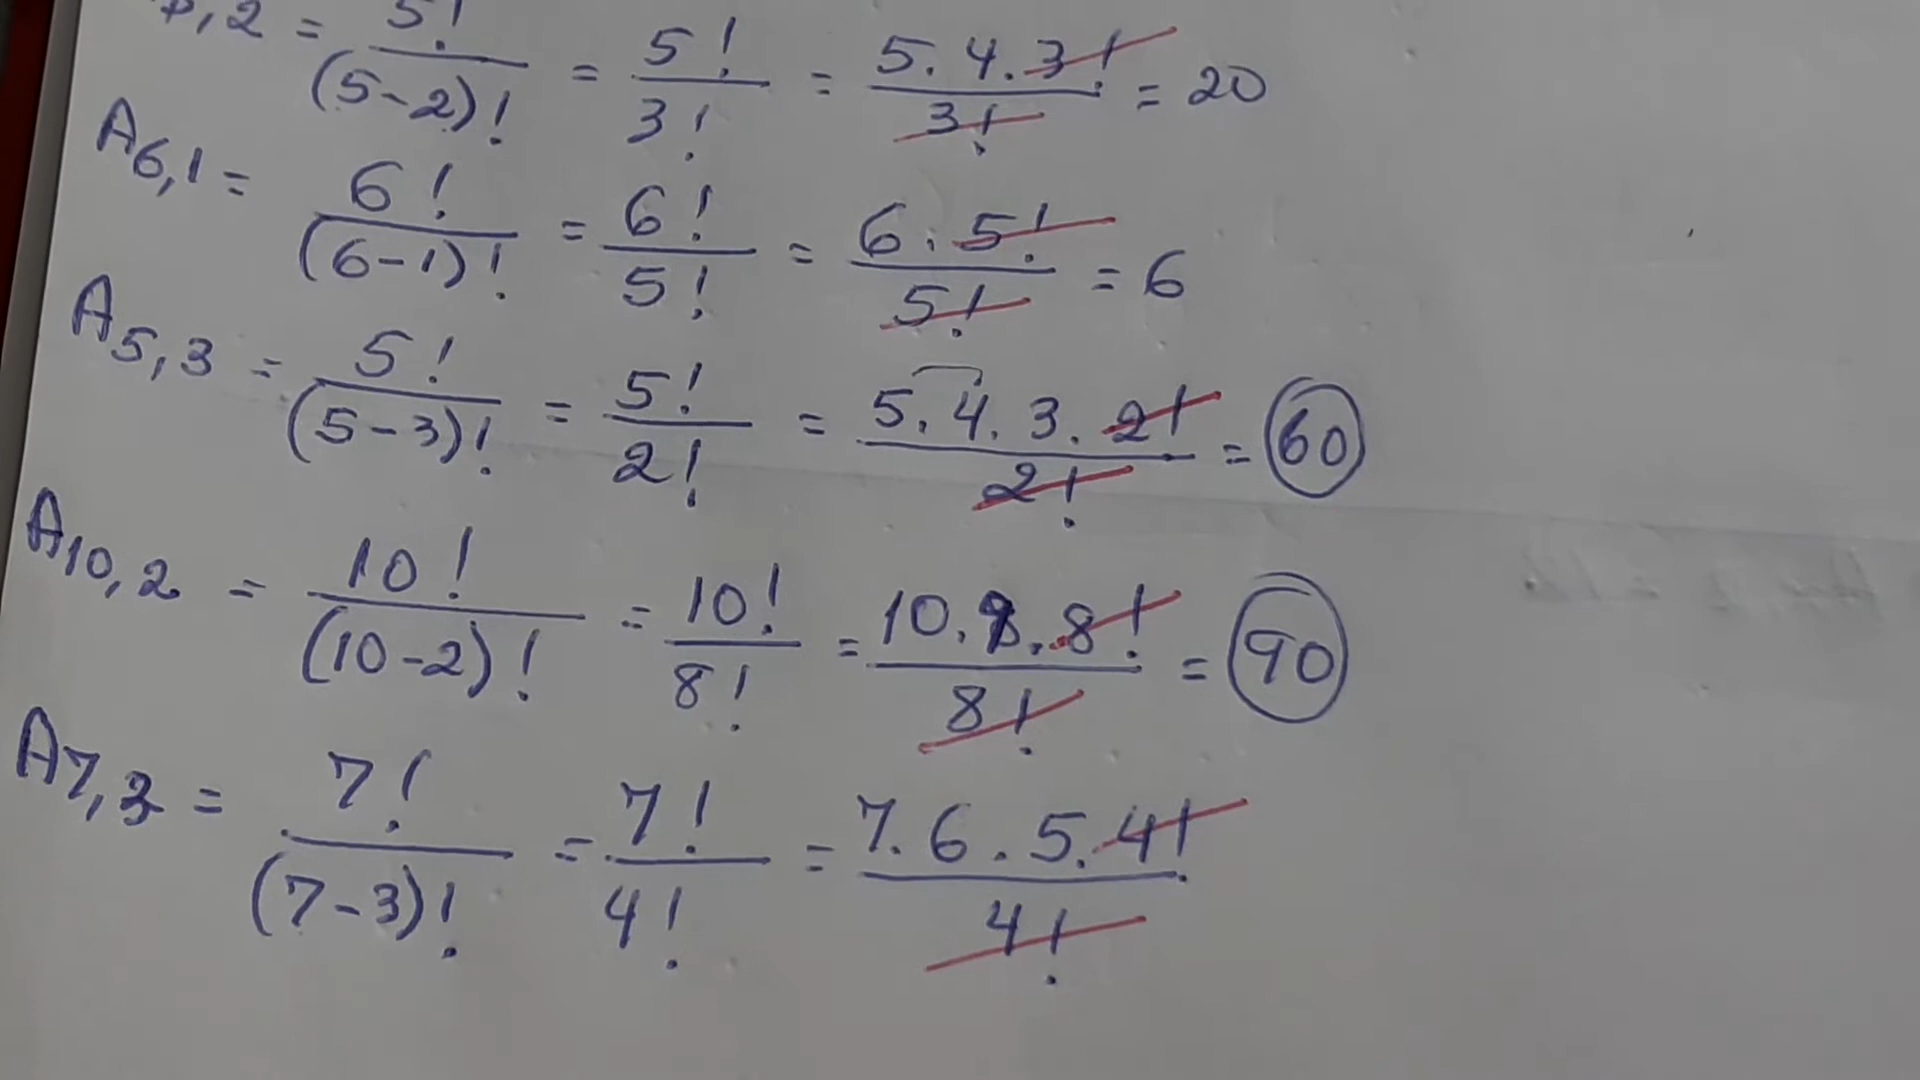 5,2 = 5!/(5-2)! = 5!/3! = 5.4.3!/3! = 20
A6,1 = 6!/(6-1)! = 6!/5! = 6.5!/5! = 6
A5,3 = 5!/(5-3)! = 5!/2! = 5.4.3.2!/2! = 60
A10,2 = 10!/(10-2)! = 10!/8! = 10.9.8!/8! = 90
A7,3 = 7!/(7-3)! = 7!/4! = 7.6.5.4!/4!